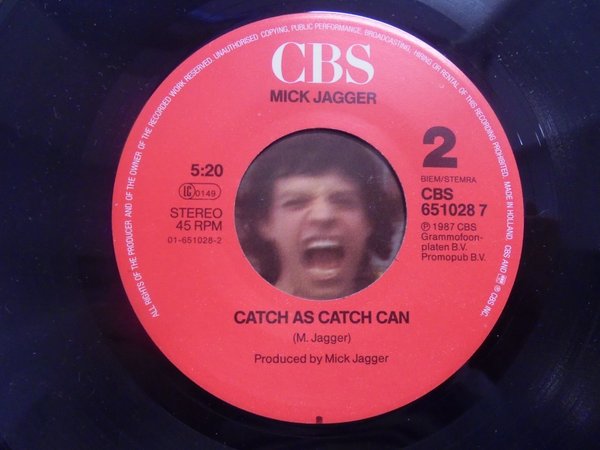 ALL RIGHTS OF THE PRODUCER AND OF THE OWNER OF THE RECORDED WORK RESERVED. UNAUTHORISED COPYING, PUBLIC PERFORMANCE, BROADCASTING, HIRING OR RENTAL OF THIS RECORDING PROHIBITED. MADE IN HOLLAND. CBS AND
CBS INC.
CBS
MICK JAGGER
5:20
LC 0149
STEREO
45 RPM
01-651028-2
2
BIEM/STEMRA
CBS
651028 7
℗ 1987 CBS
Grammofoon-
platen B.V.
Promopub B.V.
CATCH AS CATCH CAN
(M. Jagger)
Produced by Mick Jagger